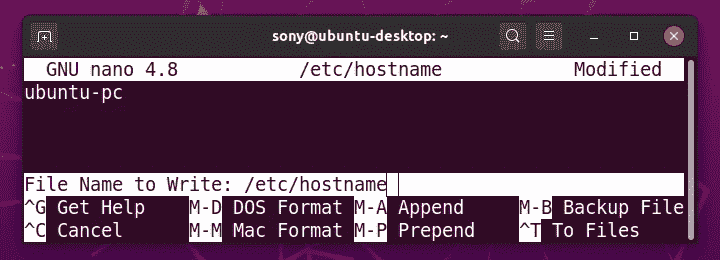 sony@ubuntu-desktop: ~
GNU nano 4.8 /etc/hostname Modified
ubuntu-pc
File Name to Write: /etc/hostname
^G Get Help M-D DOS Format M-A Append M-B Backup File
^C Cancel M-M Mac Format M-P Prepend ^T To Files